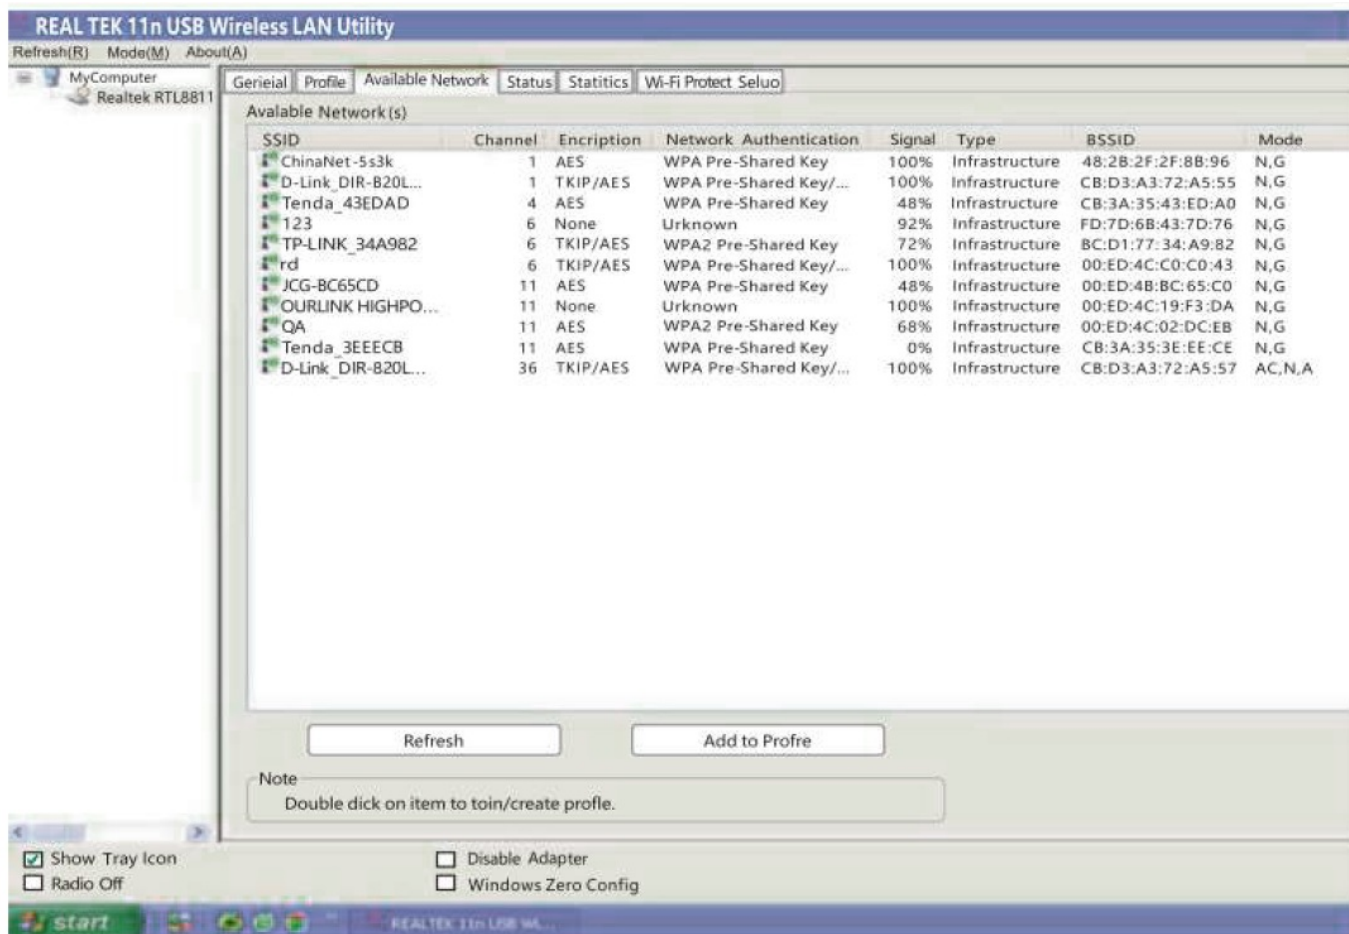 REAL TEK 11n USB Wireless LAN Utility
Refresh(R) Mode(M) About(A)
MyComputer
Realtek RTL8811
Gerieial Profile Available Network Status Statitics Wi-Fi Protect Seluo
Avalable Network(s)
SSID Channel Encription Network Authentication Signal Type BSSID Mode
ChinaNet-5s3k 1 AES WPA Pre-Shared Key 100% Infrastructure 48:2B:2F:2F:8B:96 N,G
D-Link_DIR-820L... 1 TKIP/AES WPA Pre-Shared Key/... 100% Infrastructure CB:D3:A3:72:A5:55 N,G
Tenda_43EDAD 4 AES WPA Pre-Shared Key 48% Infrastructure CB:3A:35:43:ED:A0 N,G
123 6 None Urknown 92% Infrastructure FD:7D:6B:43:7D:76 N,G
TP-LINK_34A982 6 TKIP/AES WPA2 Pre-Shared Key 72% Infrastructure BC:D1:77:34:A9:82 N,G
rd 6 TKIP/AES WPA Pre-Shared Key/... 100% Infrastructure 00:ED:4C:C0:C0:43 N,G
JCG-BC65CD 11 AES WPA Pre-Shared Key 48% Infrastructure 00:ED:4B:BC:65:C0 N,G
OURLINK HIGHPO... 11 None Urknown 100% Infrastructure 00:ED:4C:19:F3:DA N,G
QA 11 AES WPA2 Pre-Shared Key 68% Infrastructure 00:ED:4C:02:DC:EB N,G
Tenda_3EEECB 11 AES WPA Pre-Shared Key 0% Infrastructure CB:3A:35:3E:EE:CE N,G
D-Link_DIR-820L... 36 TKIP/AES WPA Pre-Shared Key/... 100% Infrastructure CB:D3:A3:72:A5:57 AC,N,A
Refresh Add to Profre
Note
Double dick on item to toin/create profle.
Show Tray Icon Disable Adapter
Radio Off Windows Zero Config
start REALTEK 11n USB WL...